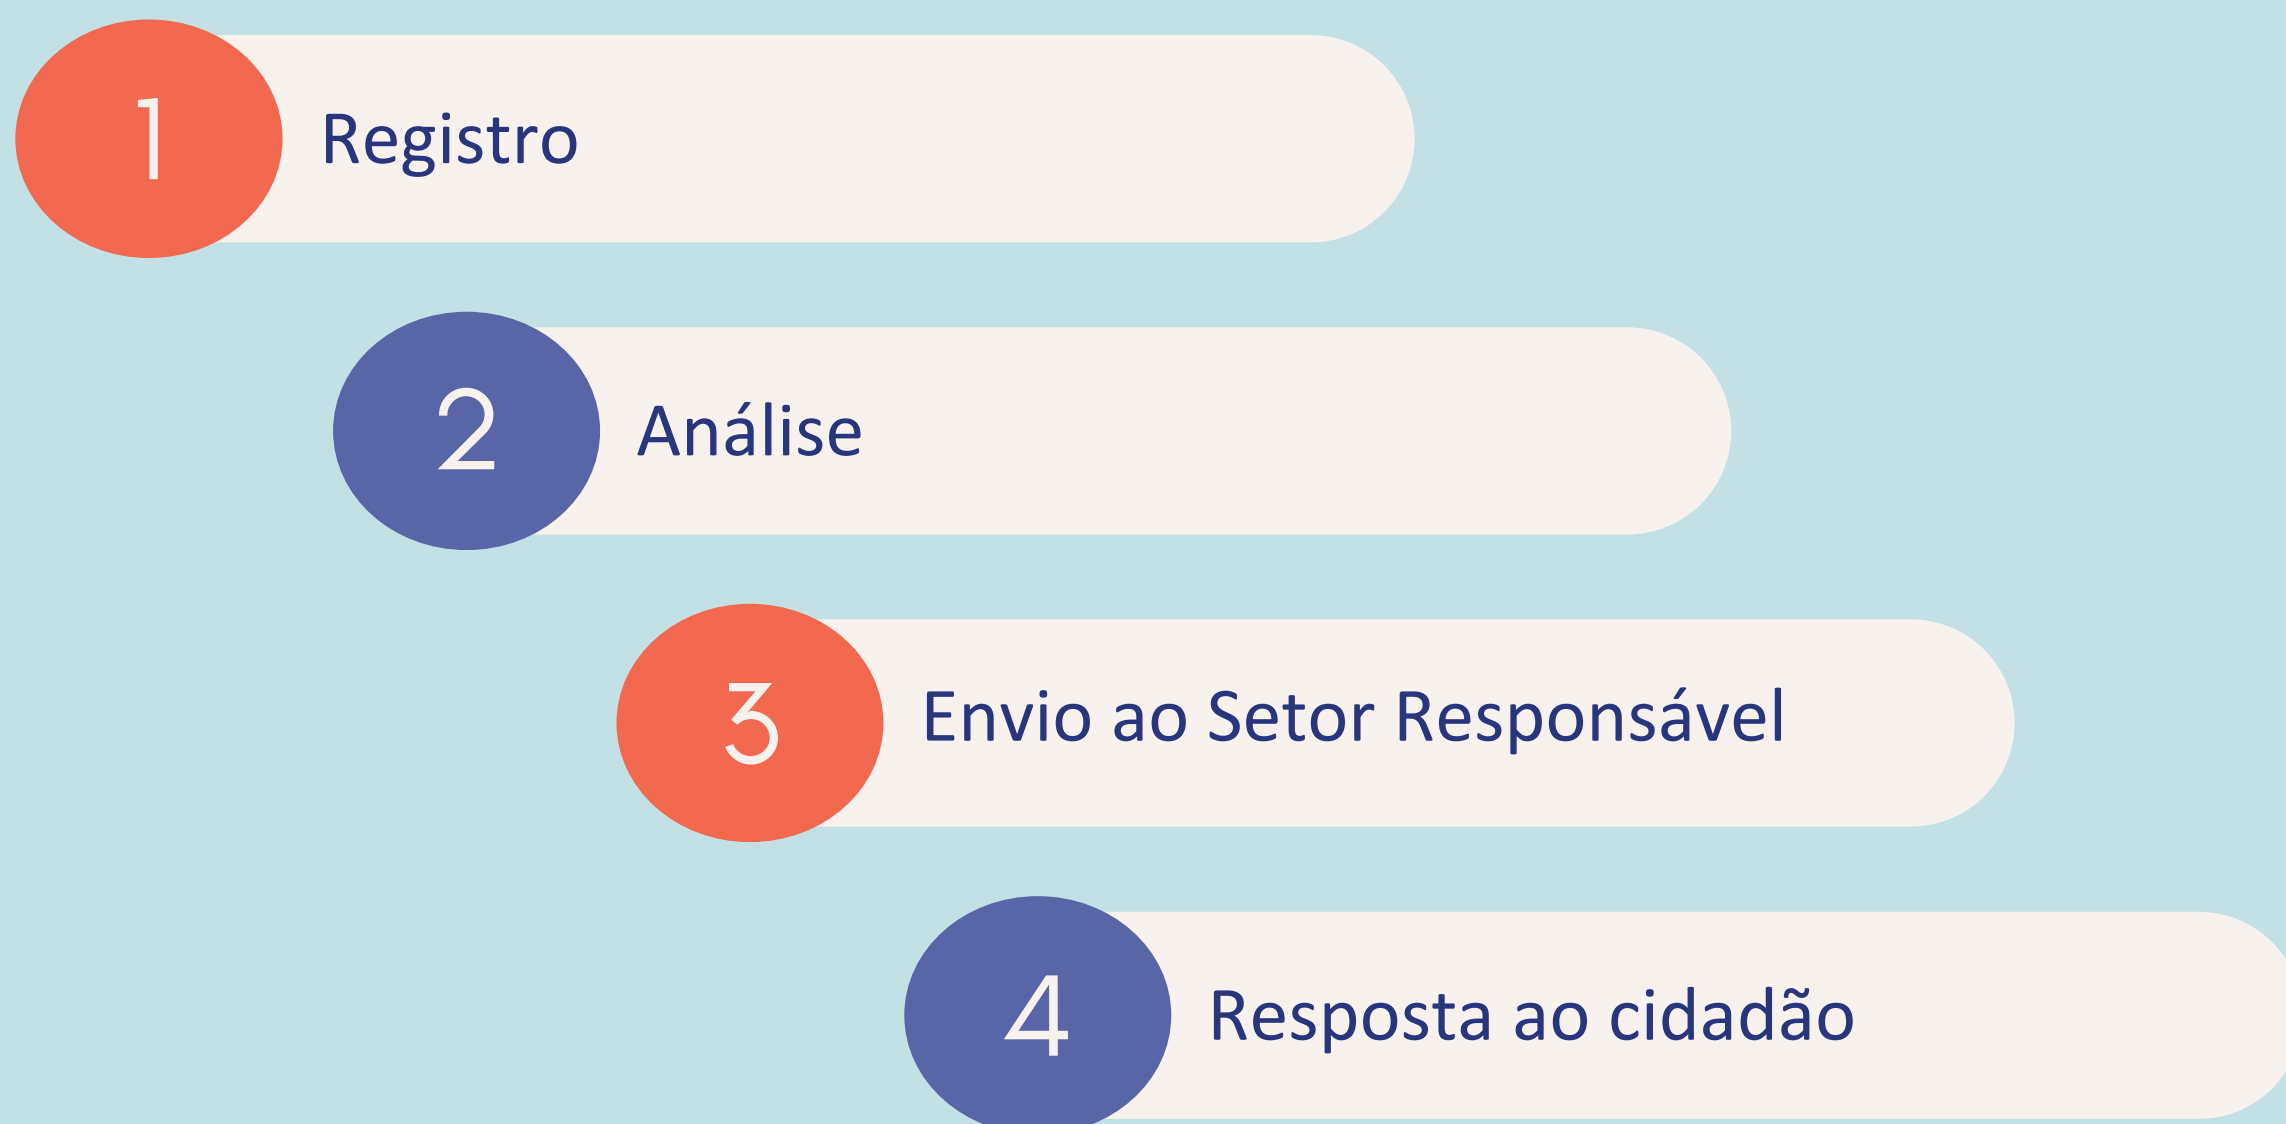 1
Registro
2
Análise
3
Envio ao Setor Responsável
4
Resposta ao cidadão